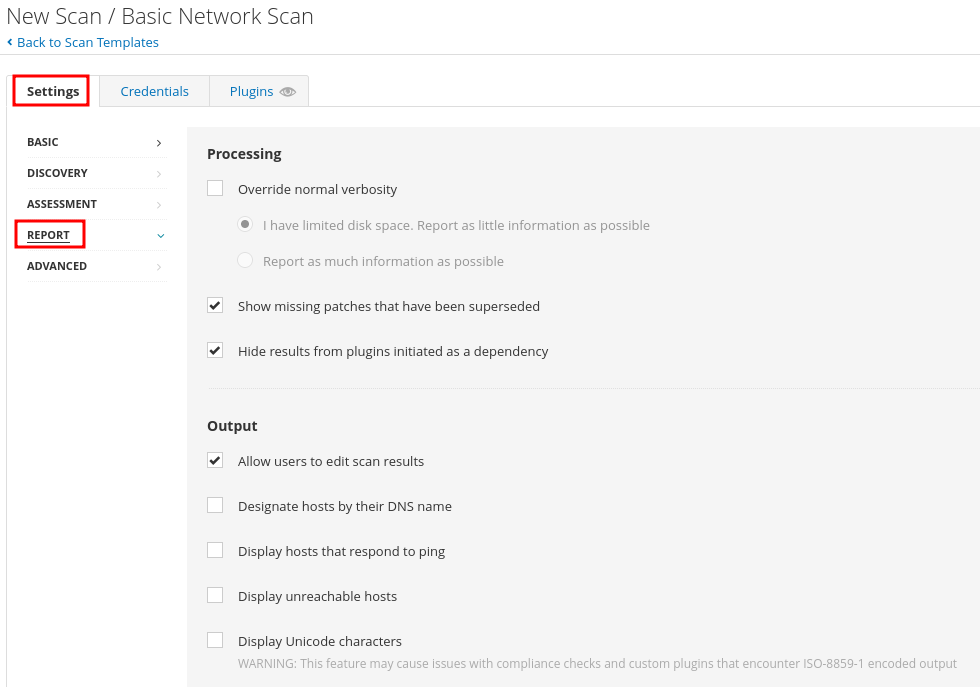 New Scan / Basic Network Scan
Back to Scan Templates
Settings
Credentials
Plugins
BASIC
DISCOVERY
ASSESSMENT
REPORT
ADVANCED
Processing
Override normal verbosity
I have limited disk space. Report as little information as possible
Report as much information as possible
Show missing patches that have been superseded
Hide results from plugins initiated as a dependency
Output
Allow users to edit scan results
Designate hosts by their DNS name
Display hosts that respond to ping
Display unreachable hosts
Display Unicode characters
WARNING: This feature may cause issues with compliance checks and custom plugins that encounter ISO-8859-1 encoded output